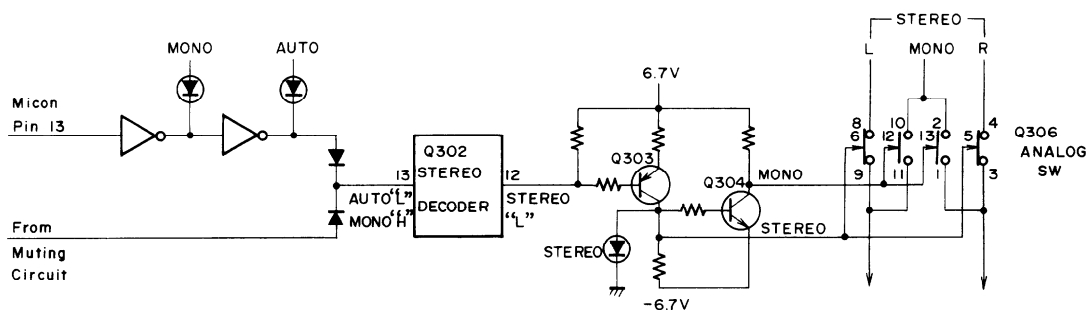 STEREO
L MONO R
MONO AUTO
6.7V
Micon
Pin 13
8 10 2 4
6 12 13 5
9 11 1 3
Q306
ANALOG
SW
Q303
Q302
13 STEREO 12
DECODER
AUTO"L"
MONO"H"
STEREO
"L"
Q304
MONO
STEREO
STEREO
From
Muting
Circuit
-6.7V